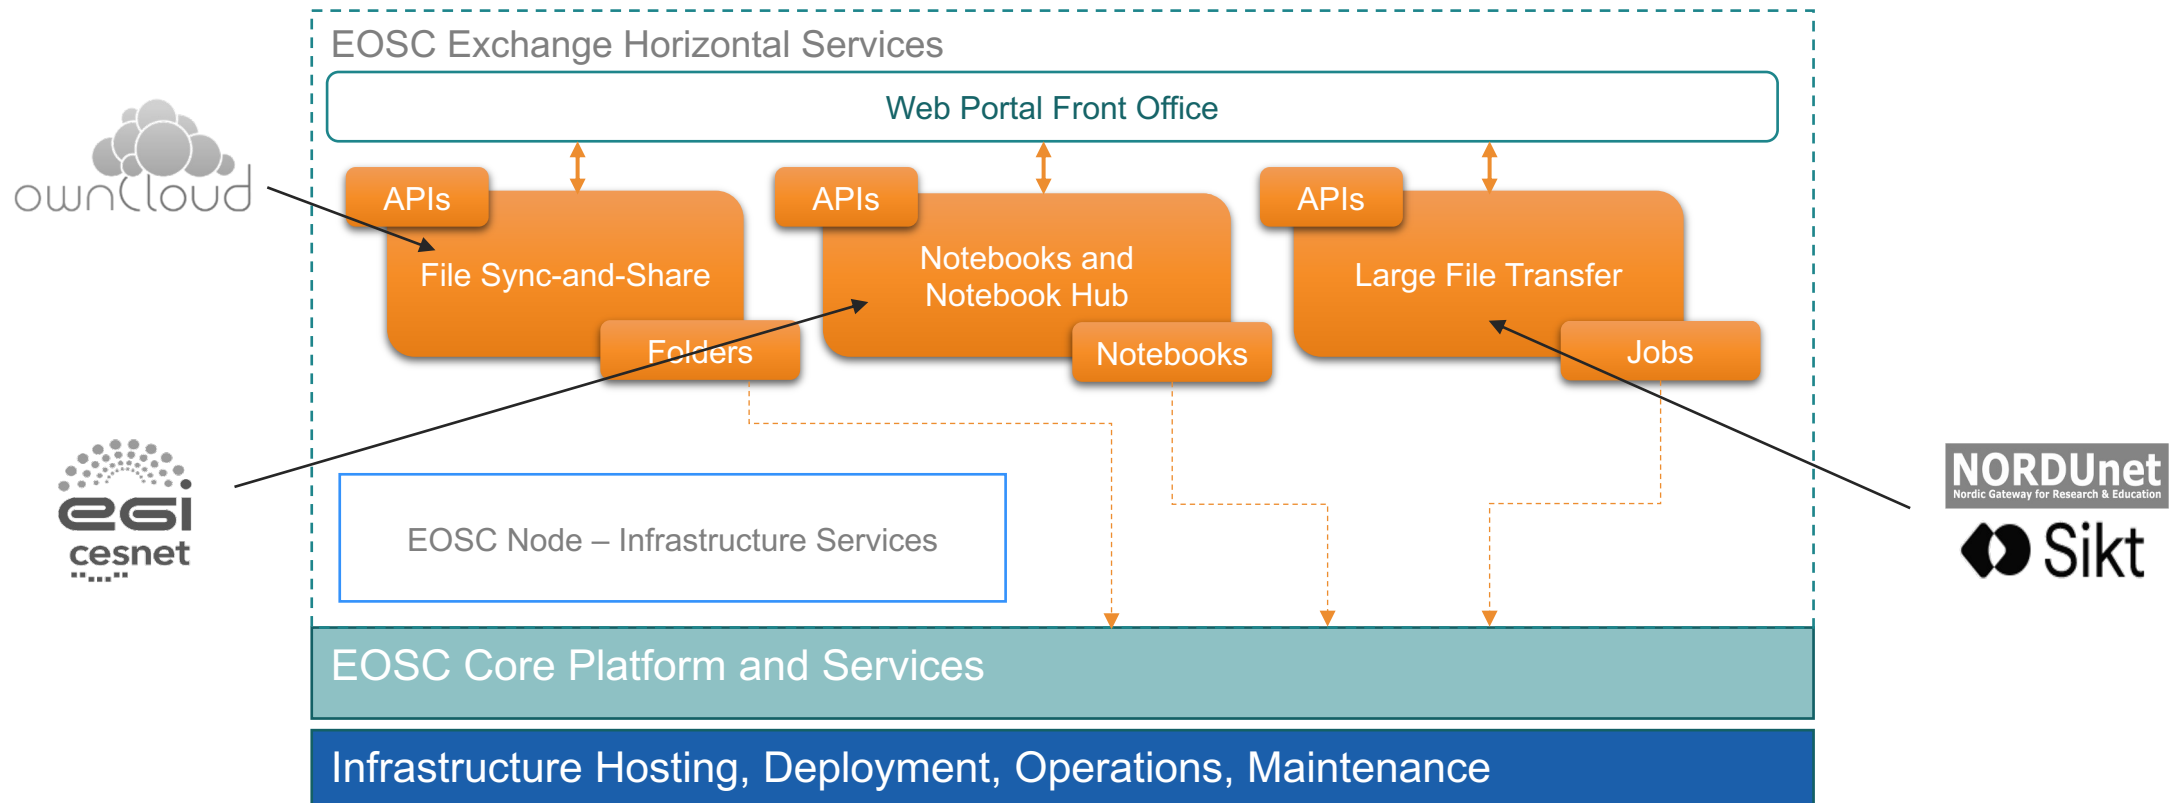 EOSC Exchange Horizontal Services
Web Portal Front Office
ownCloud
APIs
File Sync-and-Share
Folders
APIs
Notebooks and
Notebook Hub
Notebooks
APIs
Large File Transfer
Jobs
egi
cesnet
EOSC Node – Infrastructure Services
NORDUnet
Nordic Gateway for Research & Education
Sikt
EOSC Core Platform and Services
Infrastructure Hosting, Deployment, Operations, Maintenance